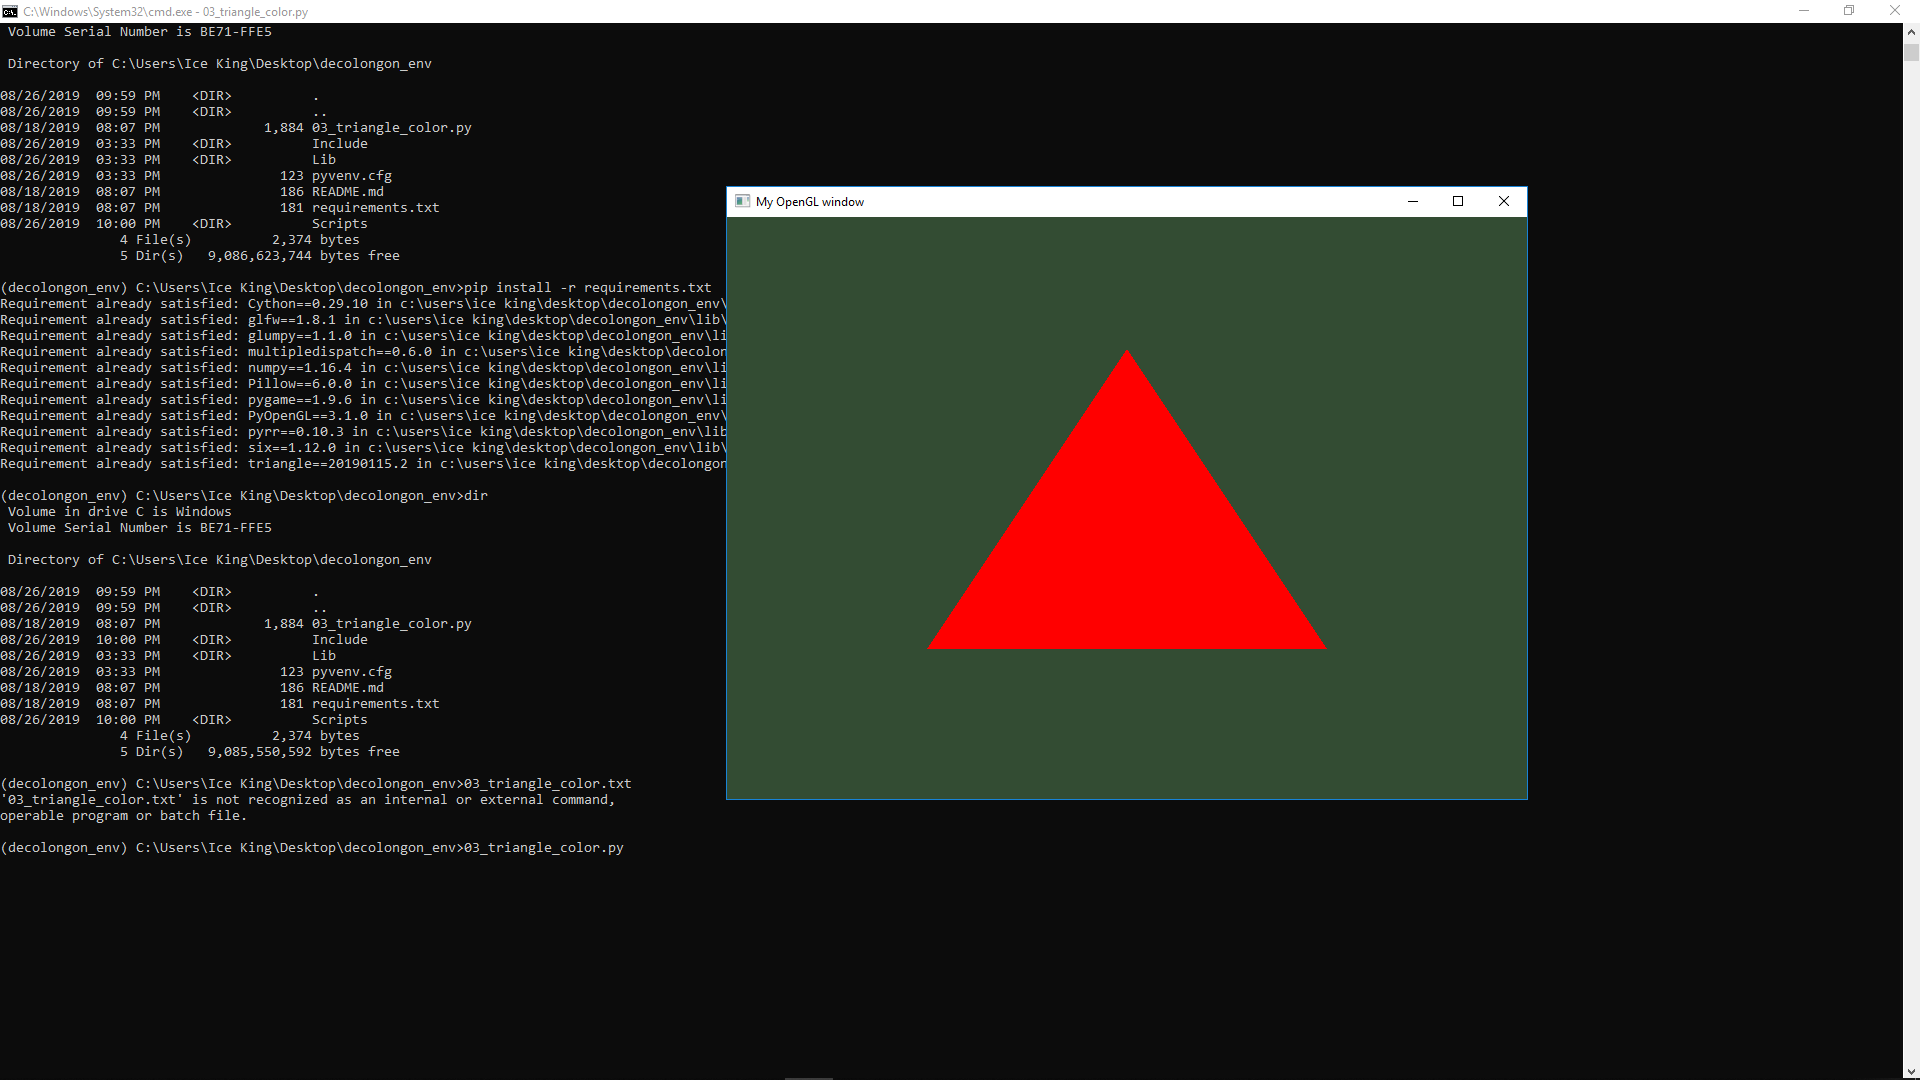 C:\Windows\System32\cmd.exe - 03_triangle_color.py
 Volume Serial Number is BE71-FFE5
 Directory of C:\Users\Ice King\Desktop\decolongon_env
08/26/2019  09:59 PM    <DIR>          .
08/26/2019  09:59 PM    <DIR>          ..
08/18/2019  08:07 PM             1,884 03_triangle_color.py
08/26/2019  03:33 PM    <DIR>          Include
08/26/2019  03:33 PM    <DIR>          Lib
08/26/2019  03:33 PM               123 pyvenv.cfg
08/18/2019  08:07 PM               186 README.md
08/18/2019  08:07 PM               181 requirements.txt
08/26/2019  10:00 PM    <DIR>          Scripts
               4 File(s)          2,374 bytes
               5 Dir(s)   9,086,623,744 bytes free
(decolongon_env) C:\Users\Ice King\Desktop\decolongon_env>pip install -r requirements.txt
Requirement already satisfied: Cython==0.29.10 in c:\users\ice king\desktop\decolongon_env\
Requirement already satisfied: glfw==1.8.1 in c:\users\ice king\desktop\decolongon_env\lib\
Requirement already satisfied: glumpy==1.1.0 in c:\users\ice king\desktop\decolongon_env\li
Requirement already satisfied: multipledispatch==0.6.0 in c:\users\ice king\desktop\decolon
Requirement already satisfied: numpy==1.16.4 in c:\users\ice king\desktop\decolongon_env\li
Requirement already satisfied: Pillow==6.0.0 in c:\users\ice king\desktop\decolongon_env\li
Requirement already satisfied: pygame==1.9.6 in c:\users\ice king\desktop\decolongon_env\li
Requirement already satisfied: PyOpenGL==3.1.0 in c:\users\ice king\desktop\decolongon_env\
Requirement already satisfied: pyrr==0.10.3 in c:\users\ice king\desktop\decolongon_env\lib
Requirement already satisfied: six==1.12.0 in c:\users\ice king\desktop\decolongon_env\lib\
Requirement already satisfied: triangle==20190115.2 in c:\users\ice king\desktop\decolongon
(decolongon_env) C:\Users\Ice King\Desktop\decolongon_env>dir
 Volume in drive C is Windows
 Volume Serial Number is BE71-FFE5
 Directory of C:\Users\Ice King\Desktop\decolongon_env
08/26/2019  09:59 PM    <DIR>          .
08/26/2019  09:59 PM    <DIR>          ..
08/18/2019  08:07 PM             1,884 03_triangle_color.py
08/26/2019  10:00 PM    <DIR>          Include
08/26/2019  03:33 PM    <DIR>          Lib
08/26/2019  03:33 PM               123 pyvenv.cfg
08/18/2019  08:07 PM               186 README.md
08/18/2019  08:07 PM               181 requirements.txt
08/26/2019  10:00 PM    <DIR>          Scripts
               4 File(s)          2,374 bytes
               5 Dir(s)   9,085,550,592 bytes free
(decolongon_env) C:\Users\Ice King\Desktop\decolongon_env>03_triangle_color.txt
'03_triangle_color.txt' is not recognized as an internal or external command,
operable program or batch file.
(decolongon_env) C:\Users\Ice King\Desktop\decolongon_env>03_triangle_color.py
My OpenGL window